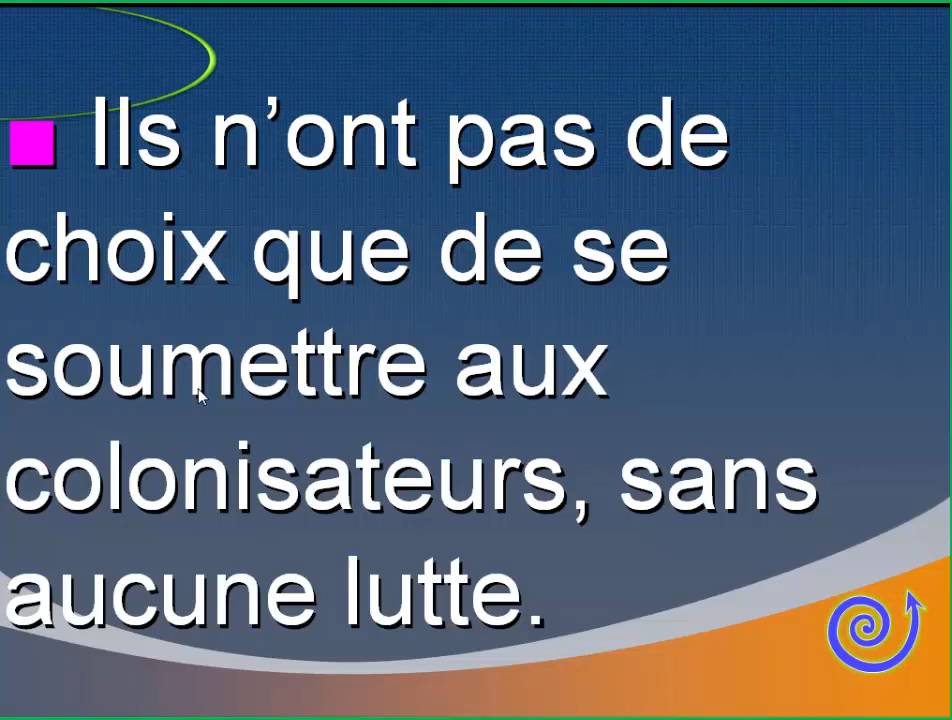 Ils n’ont pas de
choix que de se
soumettre aux
colonisateurs, sans
aucune lutte.